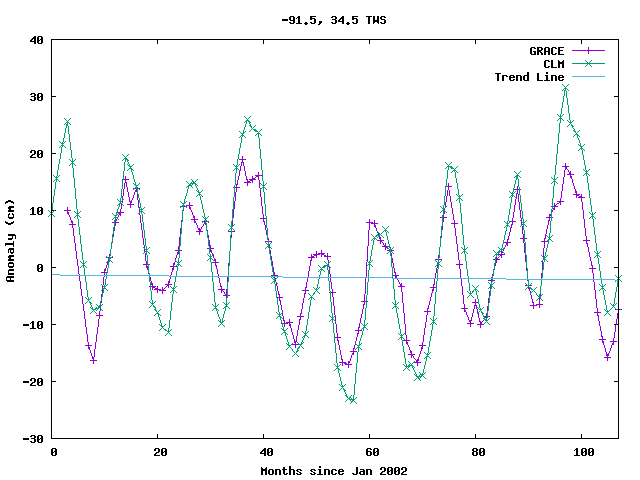 -91.5, 34.5 TWS
GRACE
CLM
Trend Line
Anomaly (cm)
40
30
20
10
0
-10
-20
-30
0 20 40 60 80 100
Months since Jan 2002